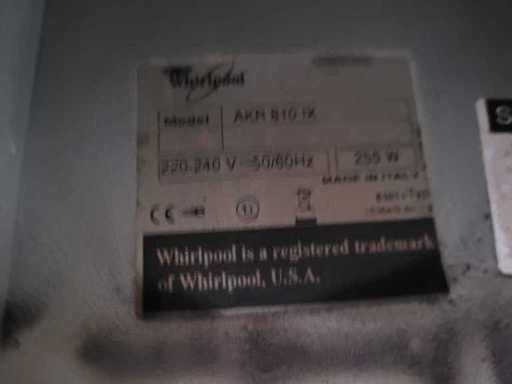 Whirlpool
Model AKR 810 IX
220-240 V ~50/60Hz 255 W
MADE IN ITALY
CE
Whirlpool is a registered trademark
of Whirlpool, U.S.A.
S